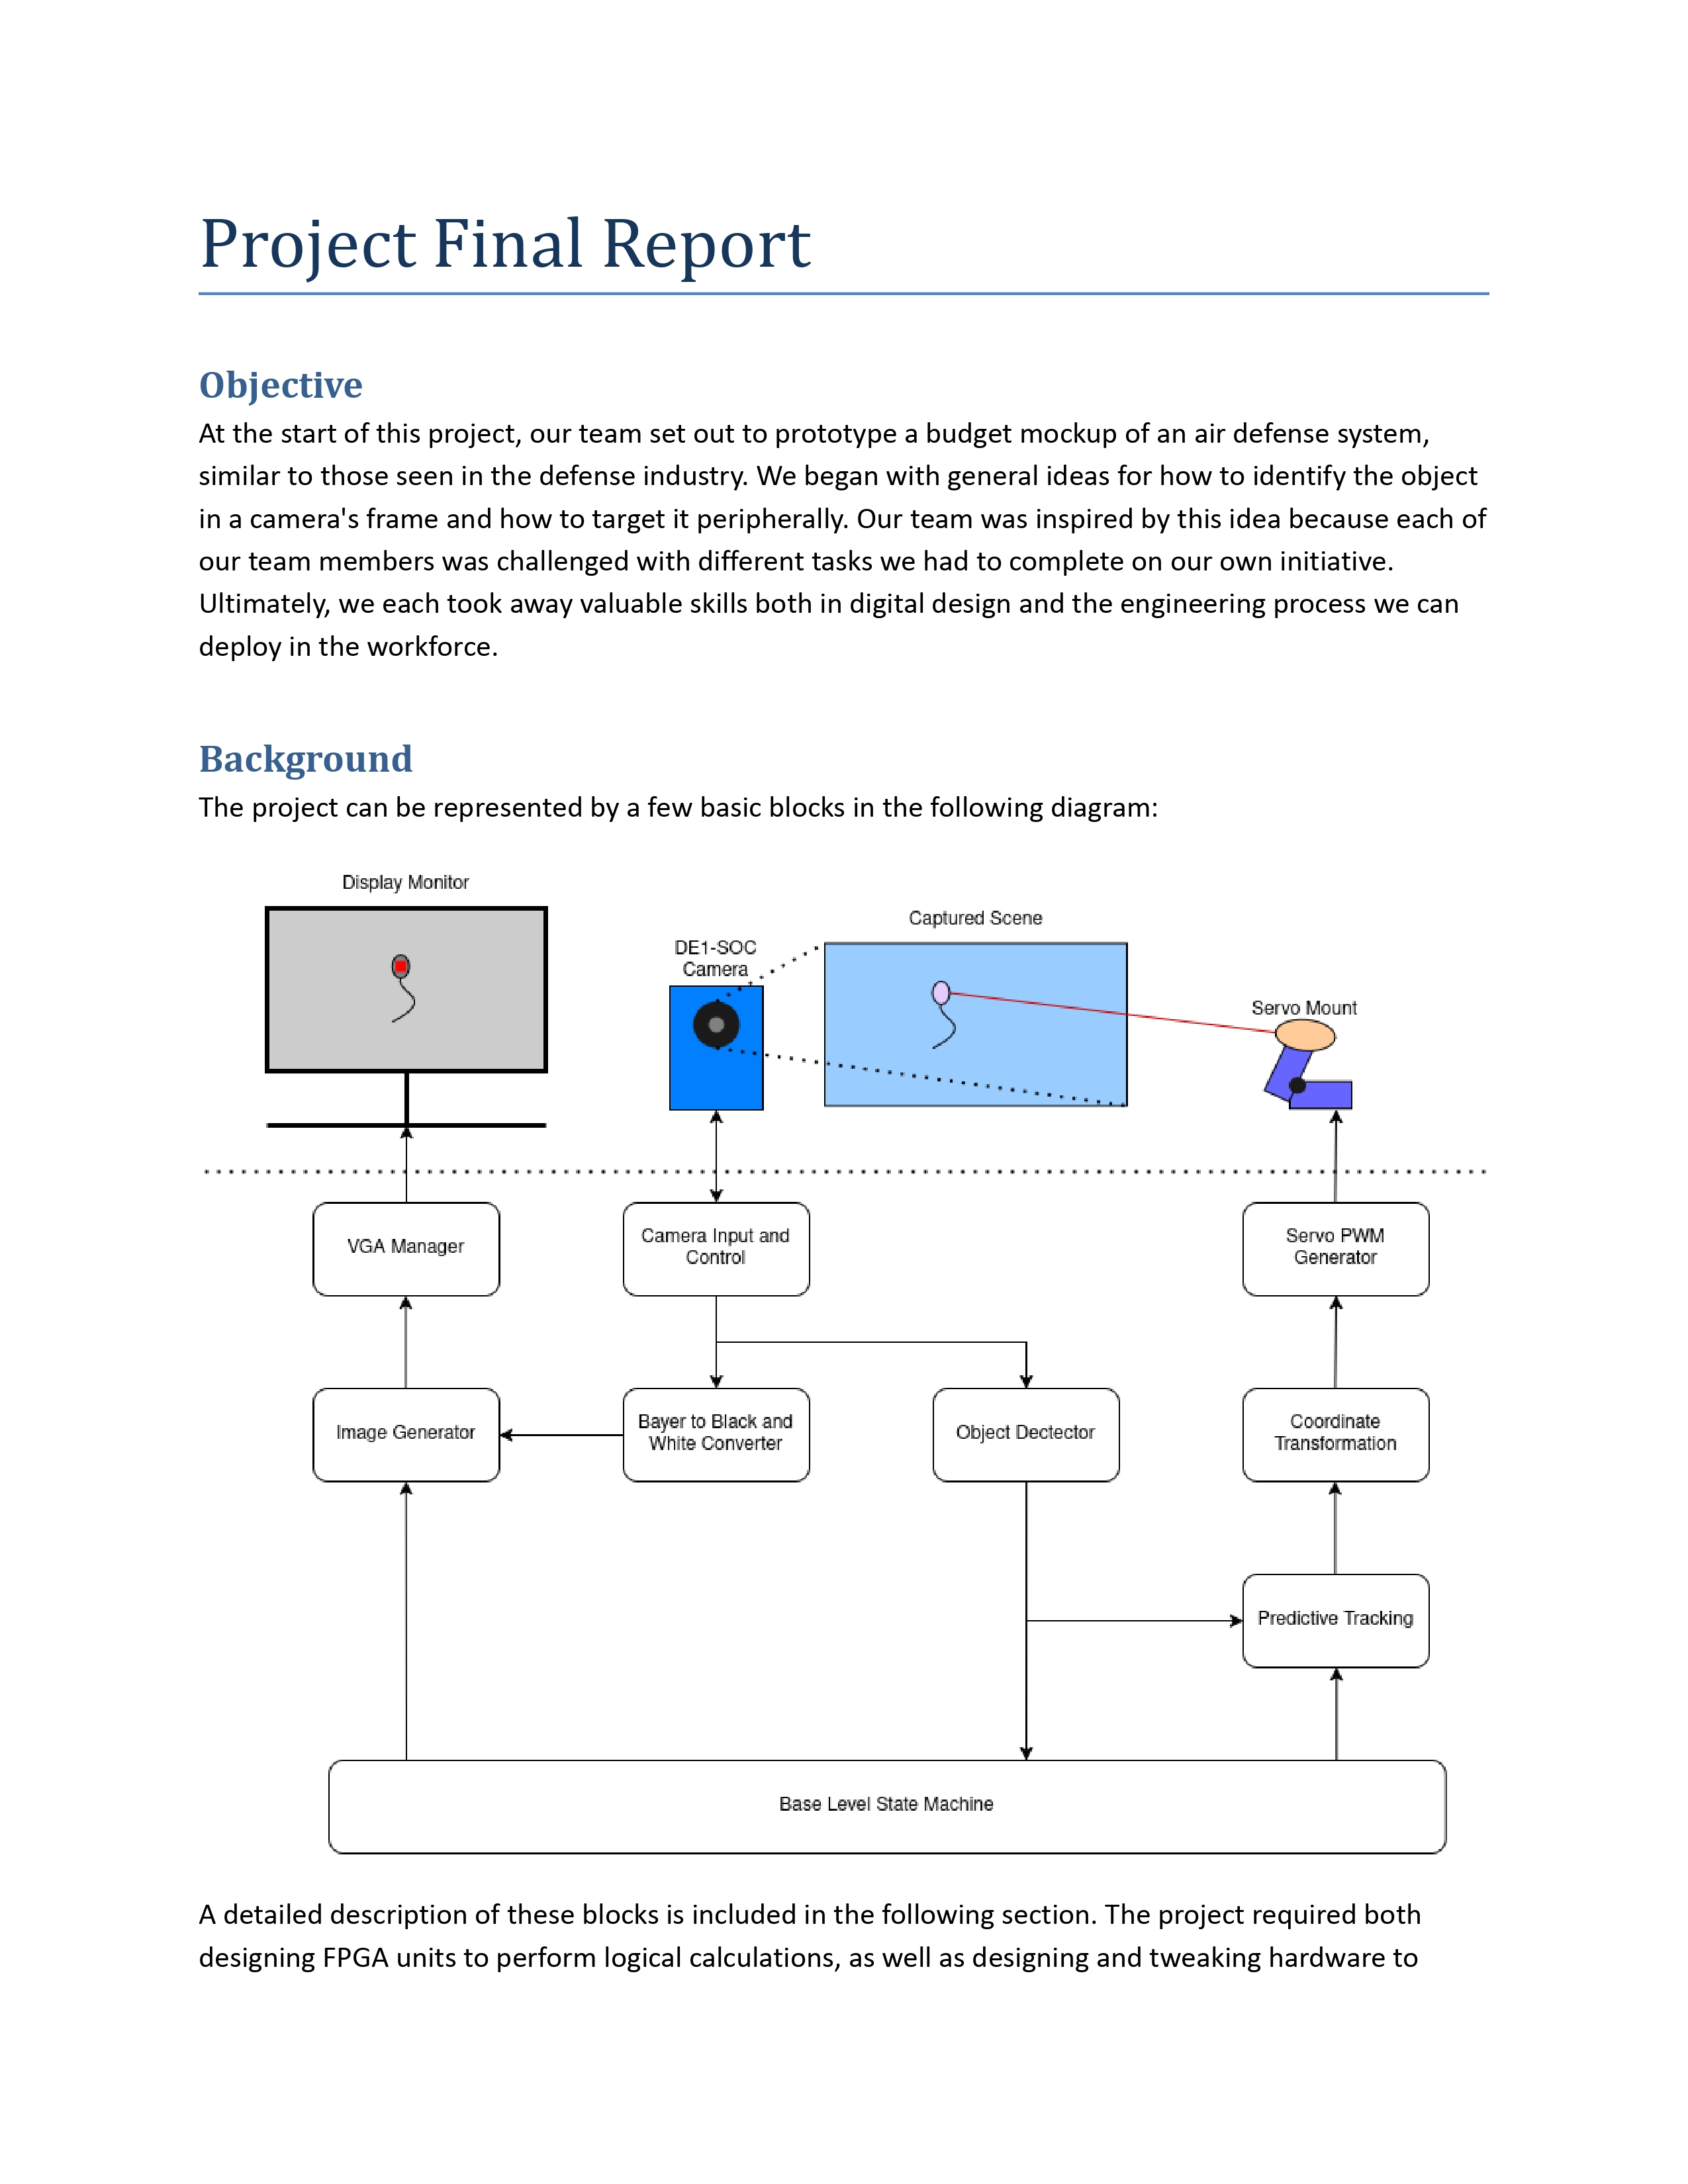 Project Final Report
Objective
At the start of this project, our team set out to prototype a budget mockup of an air defense system,
similar to those seen in the defense industry. We began with general ideas for how to identify the object
in a camera's frame and how to target it peripherally. Our team was inspired by this idea because each of
our team members was challenged with different tasks we had to complete on our own initiative.
Ultimately, we each took away valuable skills both in digital design and the engineering process we can
deploy in the workforce.
Background
The project can be represented by a few basic blocks in the following diagram:
Display Monitor
Captured Scene
DE1-SOC
Camera
Servo Mount
VGA Manager
Camera Input and
Control
Servo PWM
Generator
Image Generator
Bayer to Black and
White Converter
Object Dectector
Coordinate
Transformation
Predictive Tracking
Base Level State Machine
A detailed description of these blocks is included in the following section. The project required both
designing FPGA units to perform logical calculations, as well as designing and tweaking hardware to